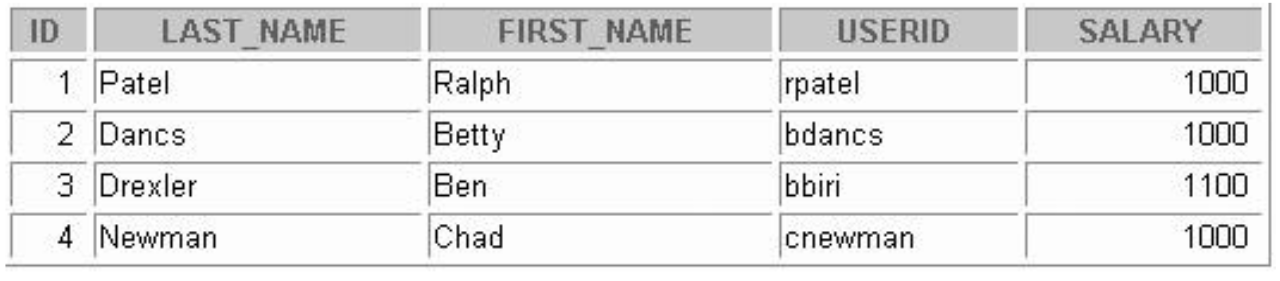 ID LAST_NAME FIRST_NAME USERID SALARY
1 Patel Ralph rpatel 1000
2 Dancs Betty bdancs 1000
3 Drexler Ben bbiri 1100
4 Newman Chad cnewman 1000